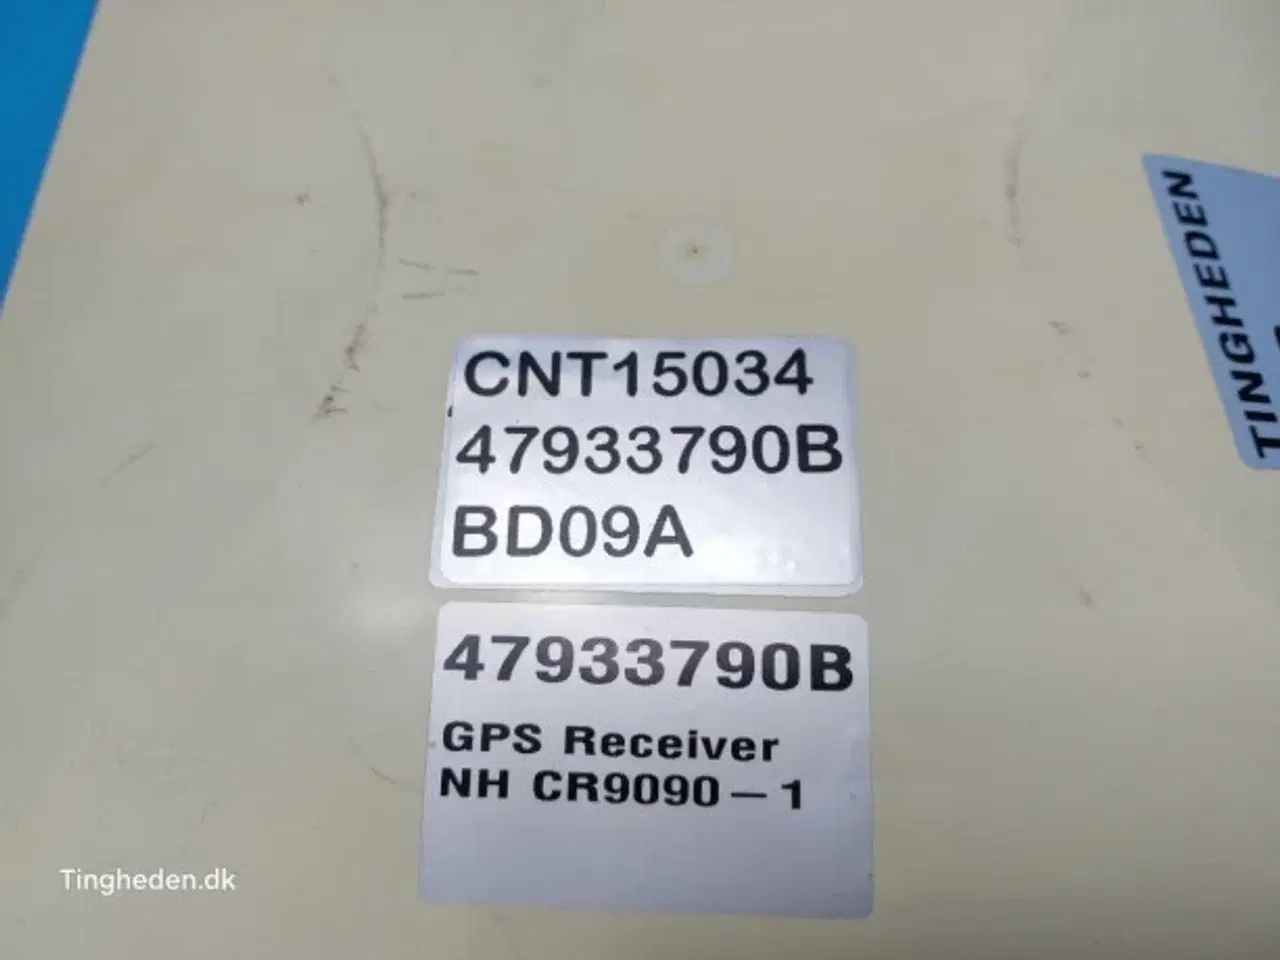 CNT15034
47933790B
BD09A
47933790B
GPS Receiver
NH CR9090-1
TINGHEDEN
Tingheden.dk